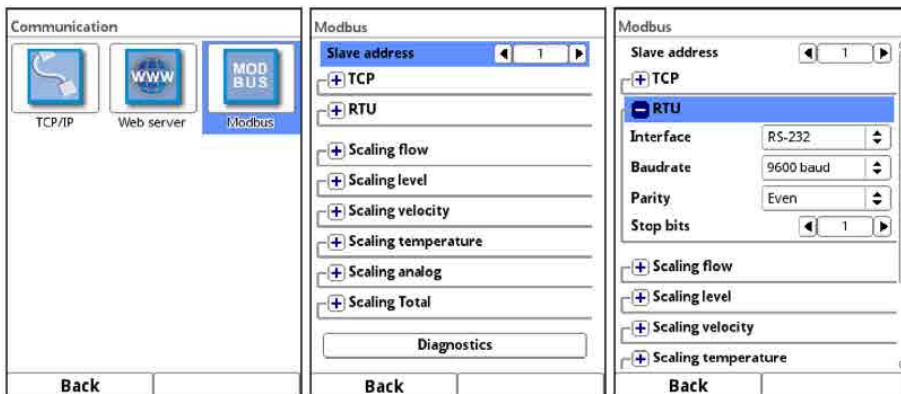 Communication
WWW
MOD
BUS
TCP/IP
Web server
Modbus
Back
Modbus
Slave address 1
TCP
RTU
Scaling flow
Scaling level
Scaling velocity
Scaling temperature
Scaling analog
Scaling Total
Diagnostics
Back
Modbus
Slave address 1
TCP
RTU
Interface RS-232
Baudrate 9600 baud
Parity Even
Stop bits 1
Scaling flow
Scaling level
Scaling velocity
Scaling temperature
Back